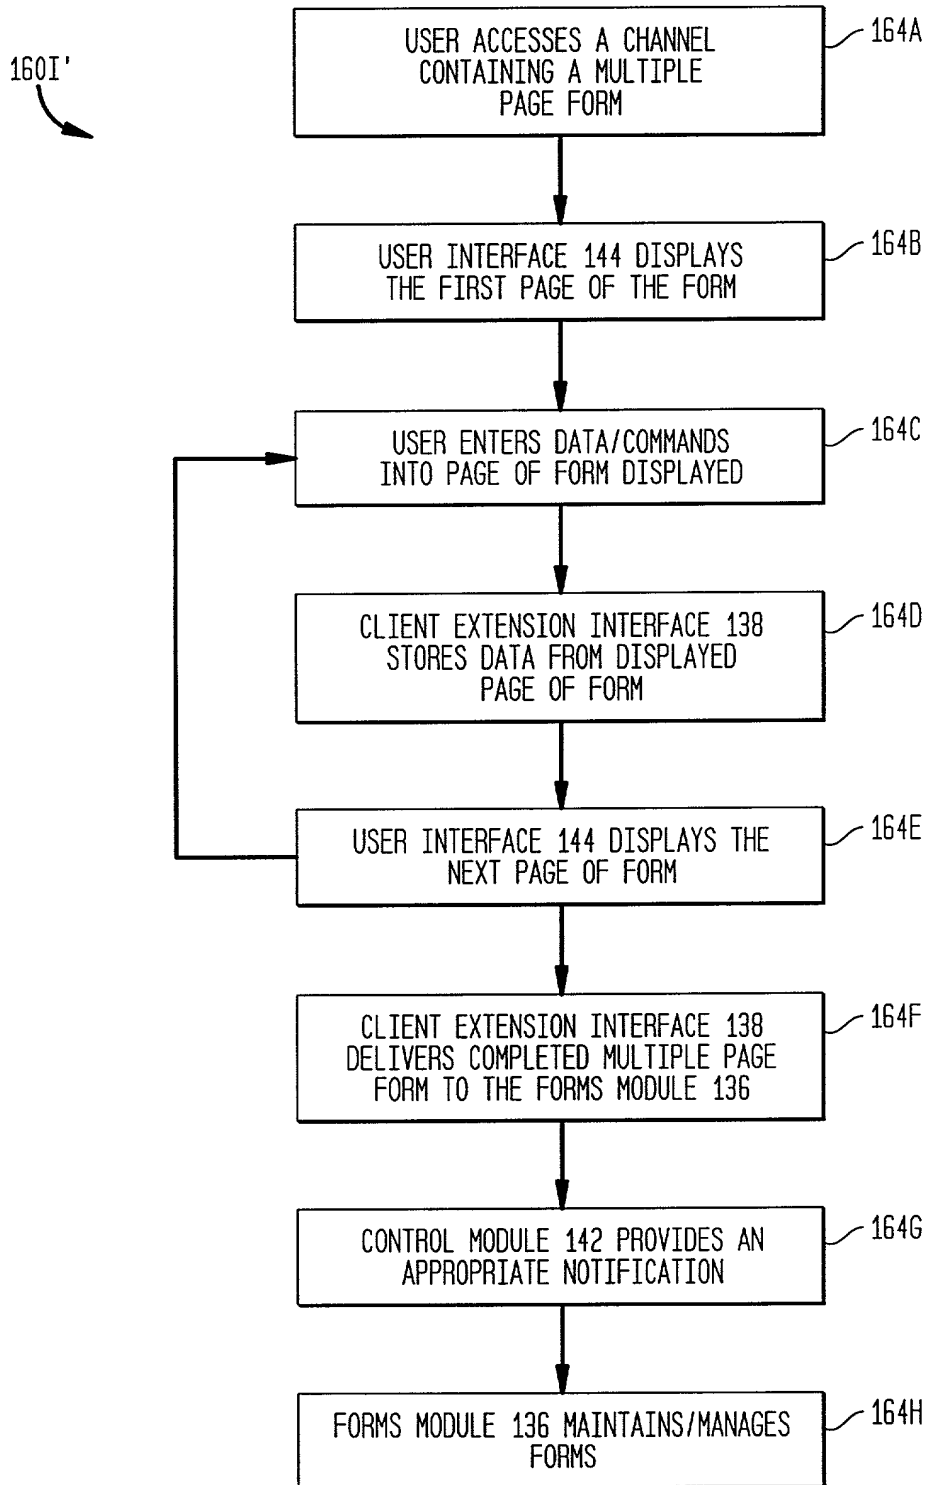 160I'
USER ACCESSES A CHANNEL
CONTAINING A MULTIPLE
PAGE FORM
164A
USER INTERFACE 144 DISPLAYS
THE FIRST PAGE OF THE FORM
164B
USER ENTERS DATA/COMMANDS
INTO PAGE OF FORM DISPLAYED
164C
CLIENT EXTENSION INTERFACE 138
STORES DATA FROM DISPLAYED
PAGE OF FORM
164D
USER INTERFACE 144 DISPLAYS THE
NEXT PAGE OF FORM
164E
CLIENT EXTENSION INTERFACE 138
DELIVERS COMPLETED MULTIPLE PAGE
FORM TO THE FORMS MODULE 136
164F
CONTROL MODULE 142 PROVIDES AN
APPROPRIATE NOTIFICATION
164G
FORMS MODULE 136 MAINTAINS/MANAGES
FORMS
164H